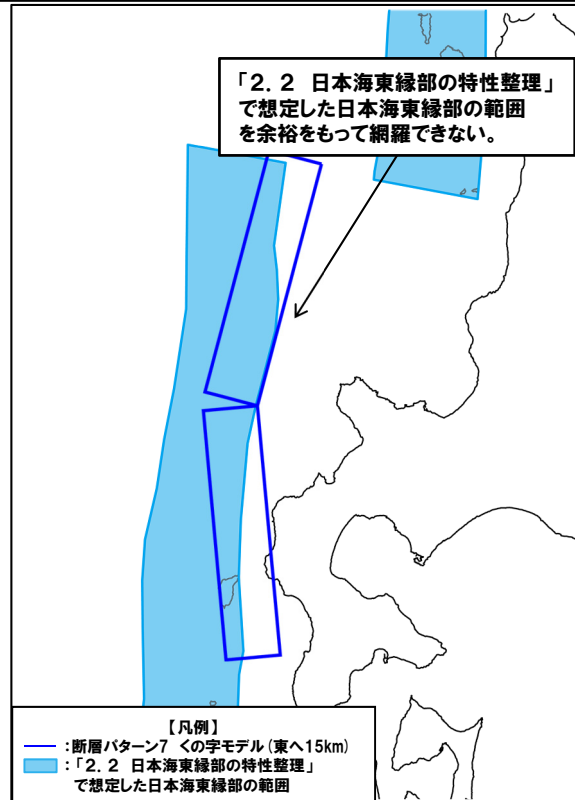 「2.2 日本海東縁部の特性整理」
で想定した日本海東縁部の範囲
を余裕をもって網羅できない。
【凡例】
:断層パターン7 くの字モデル(東へ15km)
:「2.2 日本海東縁部の特性整理」
で想定した日本海東縁部の範囲